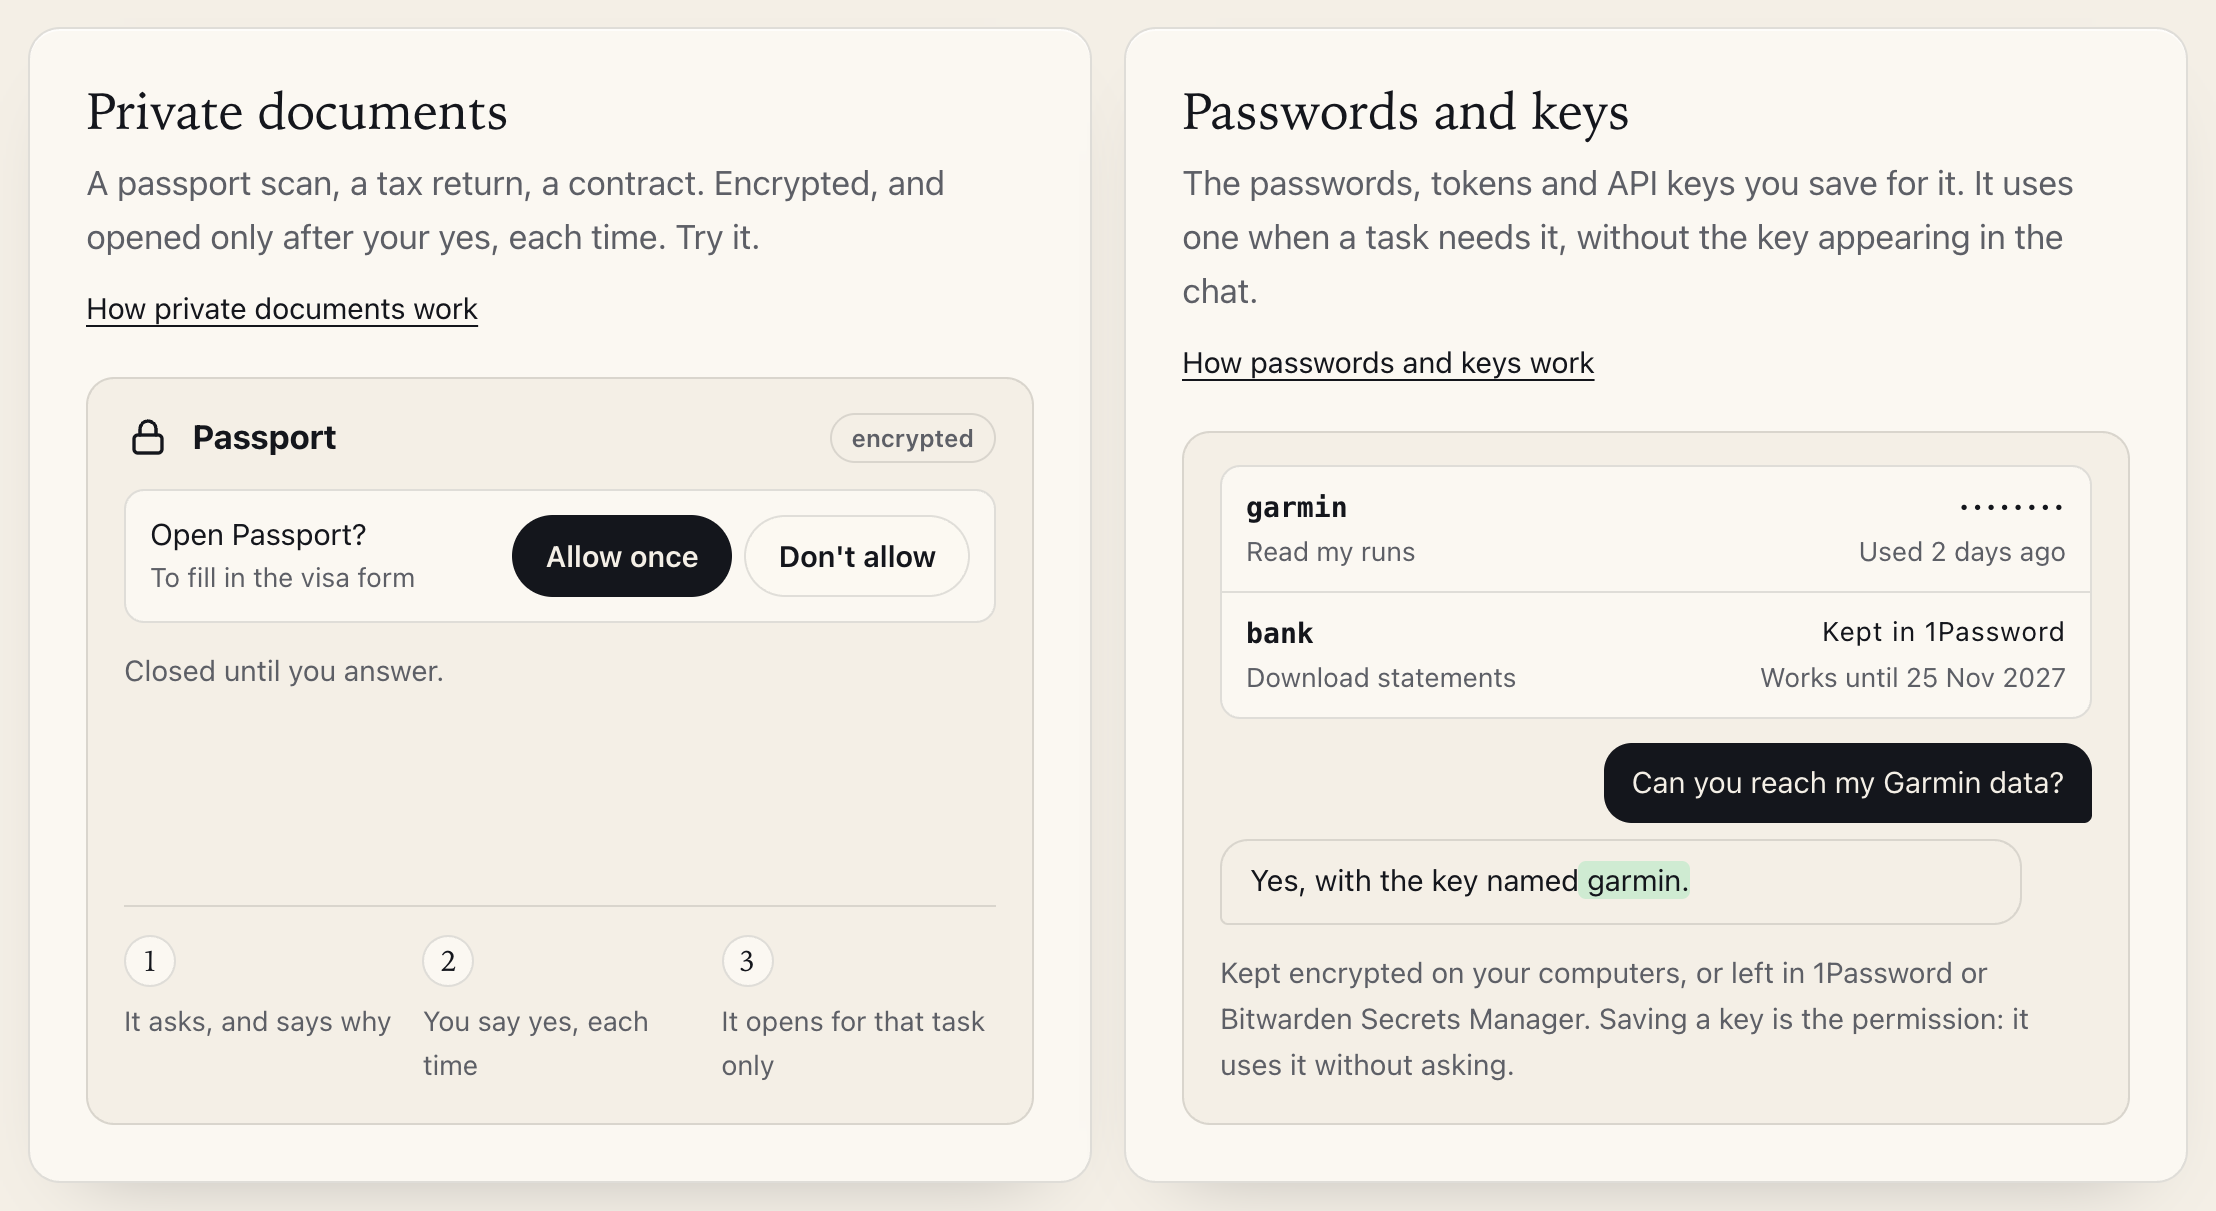 Private documents
A passport scan, a tax return, a contract. Encrypted, and
opened only after your yes, each time. Try it.
How private documents work
Passport
encrypted
Open Passport?
To fill in the visa form
Allow once
Don't allow
Closed until you answer.
1
It asks, and says why
2
You say yes, each
time
3
It opens for that task
only
Passwords and keys
The passwords, tokens and API keys you save for it. It uses
one when a task needs it, without the key appearing in the
chat.
How passwords and keys work
garmin
········
Read my runs
Used 2 days ago
bank
Kept in 1Password
Download statements
Works until 25 Nov 2027
Can you reach my Garmin data?
Yes, with the key named garmin.
Kept encrypted on your computers, or left in 1Password or
Bitwarden Secrets Manager. Saving a key is the permission: it
uses it without asking.